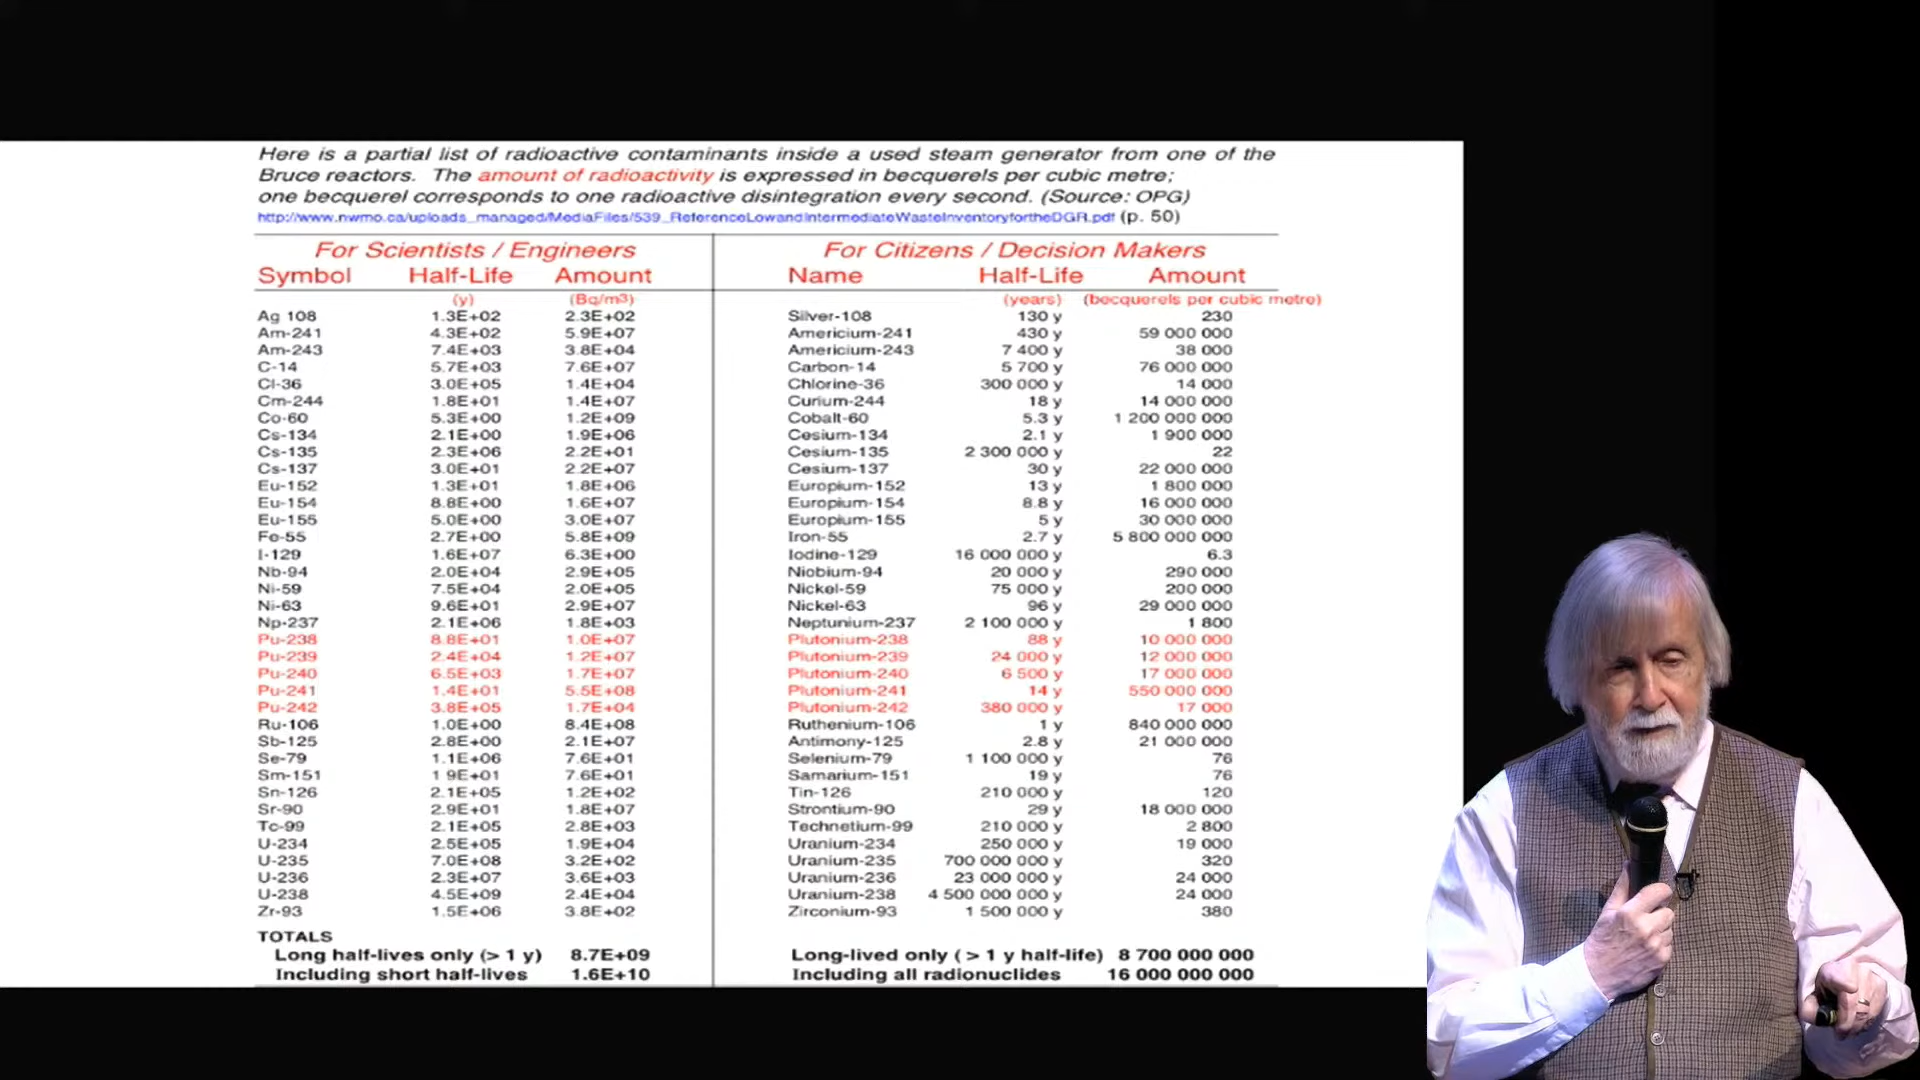 Here is a partial list of radioactive contaminants inside a used steam generator from one of the
Bruce reactors. The amount of radioactivity is expressed in becquerels per cubic metre;
one becquerel corresponds to one radioactive disintegration every second. (Source: OPG)
http://www.nwmo.ca/uploads_managed/MediaFiles/539_ReferenceLowandIntermediateWasteInventoryfortheDGR.pdf (p. 50)
For Scientists / Engineers For Citizens / Decision Makers
Symbol Half-Life Amount Name Half-Life Amount
(y) (Bq/m3) (years) (becquerels per cubic metre)
Ag 108 1.3E+02 2.3E+02 Silver-108 130 y 230
Am-241 4.3E+02 5.9E+07 Americium-241 430 y 59 000 000
Am-243 7.4E+03 3.8E+04 Americium-243 7 400 y 38 000
C-14 5.7E+03 7.6E+07 Carbon-14 5 700 y 76 000 000
Cl-36 3.0E+05 1.4E+04 Chlorine-36 300 000 y 14 000
Cm-244 1.8E+01 1.4E+07 Curium-244 18 y 14 000 000
Co-60 5.3E+00 1.2E+09 Cobalt-60 5.3 y 1 200 000 000
Cs-134 2.1E+00 1.9E+06 Cesium-134 2.1 y 1 900 000
Cs-135 2.3E+06 2.2E+01 Cesium-135 2 300 000 y 22
Cs-137 3.0E+01 2.2E+07 Cesium-137 30 y 22 000 000
Eu-152 1.3E+01 1.8E+06 Europium-152 13 y 1 800 000
Eu-154 8.8E+00 1.6E+07 Europium-154 8.8 y 16 000 000
Eu-155 5.0E+00 3.0E+07 Europium-155 5 y 30 000 000
Fe-55 2.7E+00 5.8E+09 Iron-55 2.7 y 5 800 000 000
I-129 1.6E+07 6.3E+00 Iodine-129 16 000 000 y 6.3
Nb-94 2.0E+04 2.9E+05 Niobium-94 20 000 y 290 000
Ni-59 7.5E+04 2.0E+05 Nickel-59 75 000 y 200 000
Ni-63 9.6E+01 2.9E+07 Nickel-63 96 y 29 000 000
Np-237 2.1E+06 1.8E+03 Neptunium-237 2 100 000 y 1 800
Pu-238 8.8E+01 1.0E+07 Plutonium-238 88 y 10 000 000
Pu-239 2.4E+04 1.2E+07 Plutonium-239 24 000 y 12 000 000
Pu-240 6.5E+03 1.7E+07 Plutonium-240 6 500 y 17 000 000
Pu-241 1.4E+01 5.5E+08 Plutonium-241 14 y 550 000 000
Pu-242 3.8E+05 1.7E+04 Plutonium-242 380 000 y 17 000
Ru-106 1.0E+00 8.4E+08 Ruthenium-106 1 y 840 000 000
Sb-125 2.8E+00 2.1E+07 Antimony-125 2.8 y 21 000 000
Se-79 1.1E+06 7.6E+01 Selenium-79 1 100 000 y 76
Sm-151 1 9E+01 7.6E+01 Samarium-151 19 y 76
Sn-126 2.1E+05 1.2E+02 Tin-126 210 000 y 120
Sr-90 2.9E+01 1.8E+07 Strontium-90 29 y 18 000 000
Tc-99 2.1E+05 2.8E+03 Technetium-99 210 000 y 2 800
U-234 2.5E+05 1.9E+04 Uranium-234 250 000 y 19 000
U-235 7.0E+08 3.2E+02 Uranium-235 700 000 000 y 320
U-236 2.3E+07 3.6E+03 Uranium-236 23 000 000 y 24 000
U-238 4.5E+09 2.4E+04 Uranium-238 4 500 000 000 y 24 000
Zr-93 1.5E+06 3.8E+02 Zirconium-93 1 500 000 y 380
TOTALS
Long half-lives only (> 1 y) 8.7E+09 Long-lived only ( > 1 y half-life) 8 700 000 000
Including short half-lives 1.6E+10 Including all radionuclides 16 000 000 000